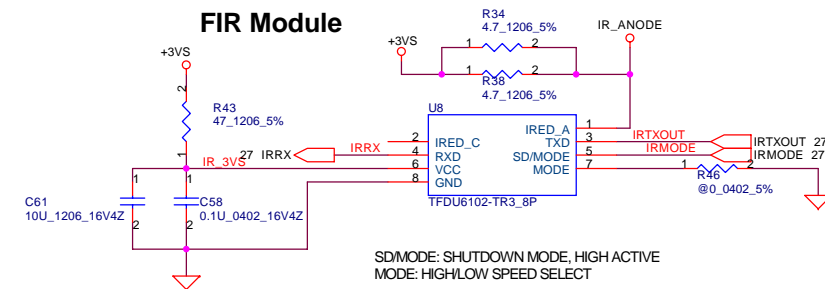 FIR Module
R34
4.7_1206_5%
+3VS
1 2
IR_ANODE
+3VS
R38
1 2
4.7_1206_5%
2
R43
47_1206_5%
1
U8
IRED_A 1
IRTXOUT
2 IRED_C TXD 3
IRTXOUT 27
27 IRRX IRRX 4 RXD SD/MODE 5 IRMODE
IRMODE 27
IR_3VS 6 VCC MODE 7 1 2
8 GND
R46
@0_0402_5%
TFDU6102-TR3_8P
1 1
C61
10U_1206_16V4Z
C58
0.1U_0402_16V4Z
2 2
SD/MODE: SHUTDOWN MODE, HIGH ACTIVE
MODE: HIGH/LOW SPEED SELECT